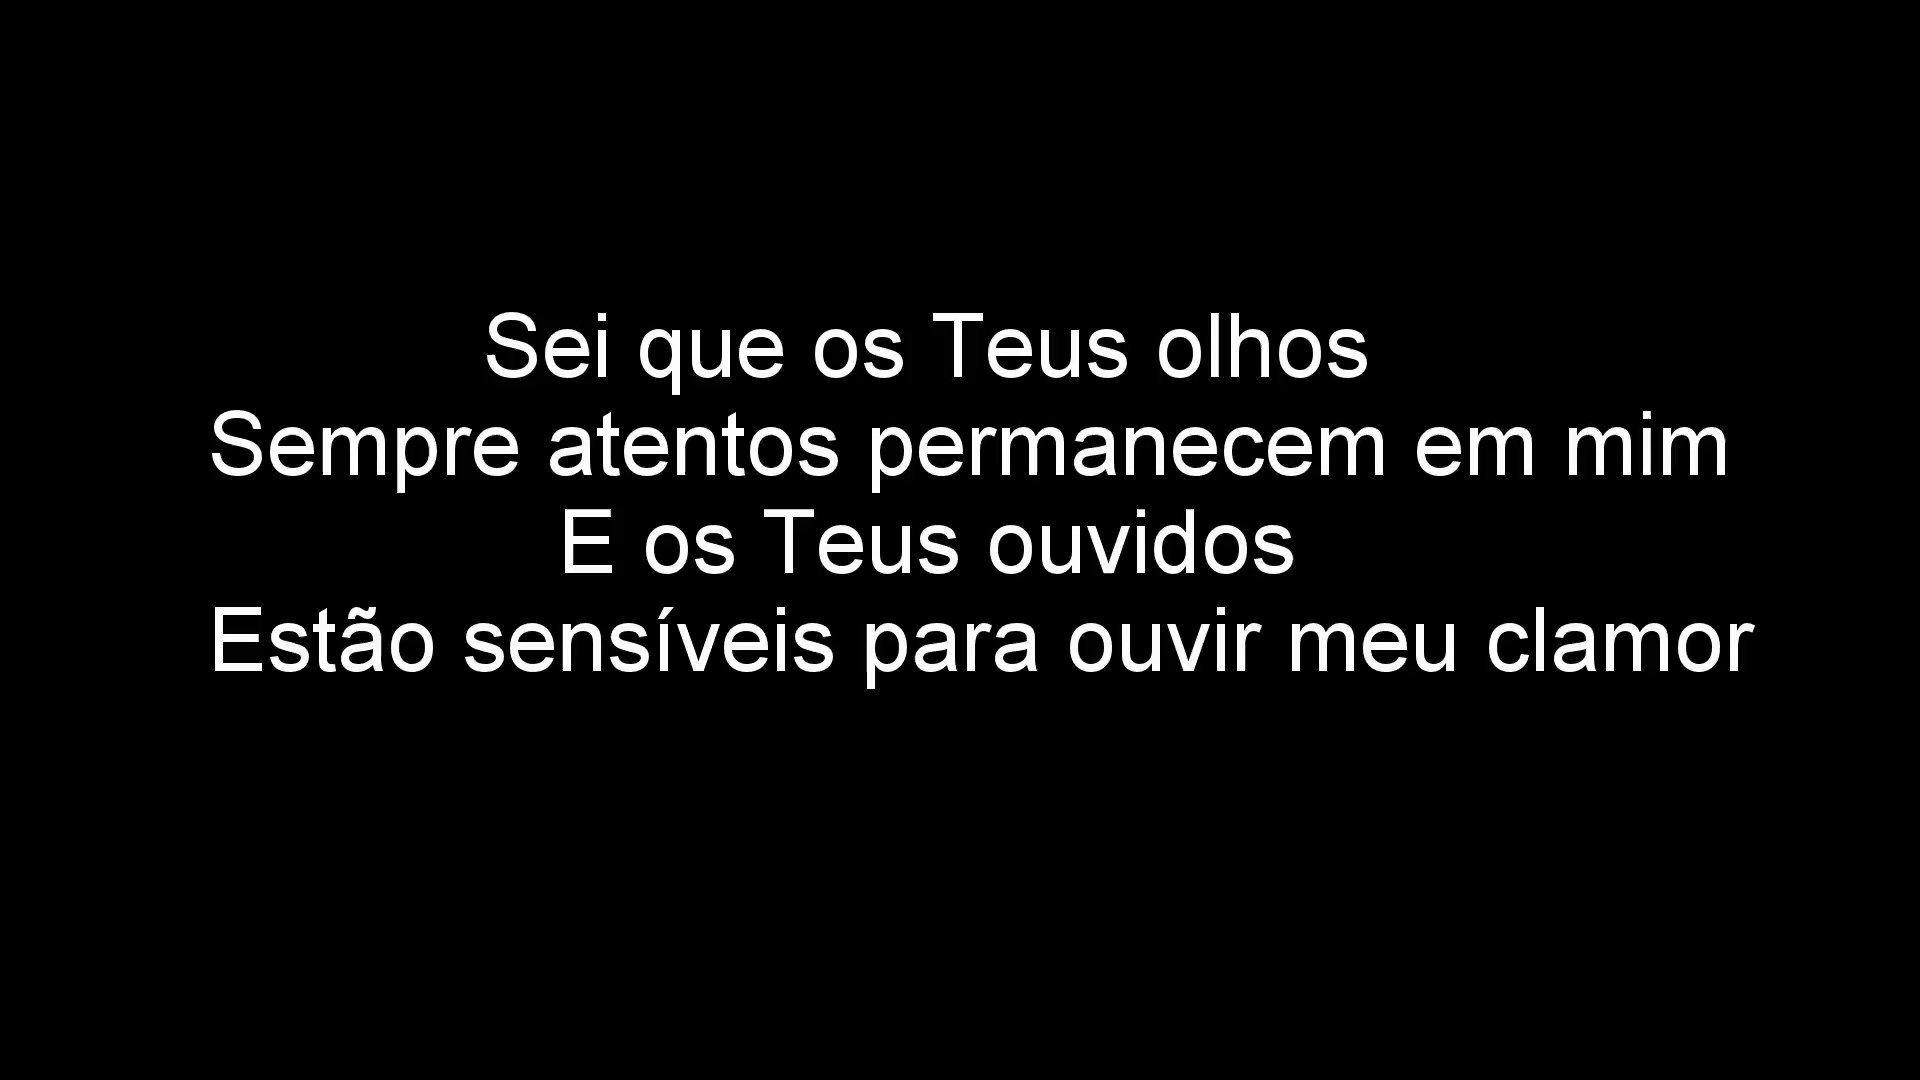 Sei que os Teus olhos
Sempre atentos permanecem em mim
E os Teus ouvidos
Estão sensíveis para ouvir meu clamor